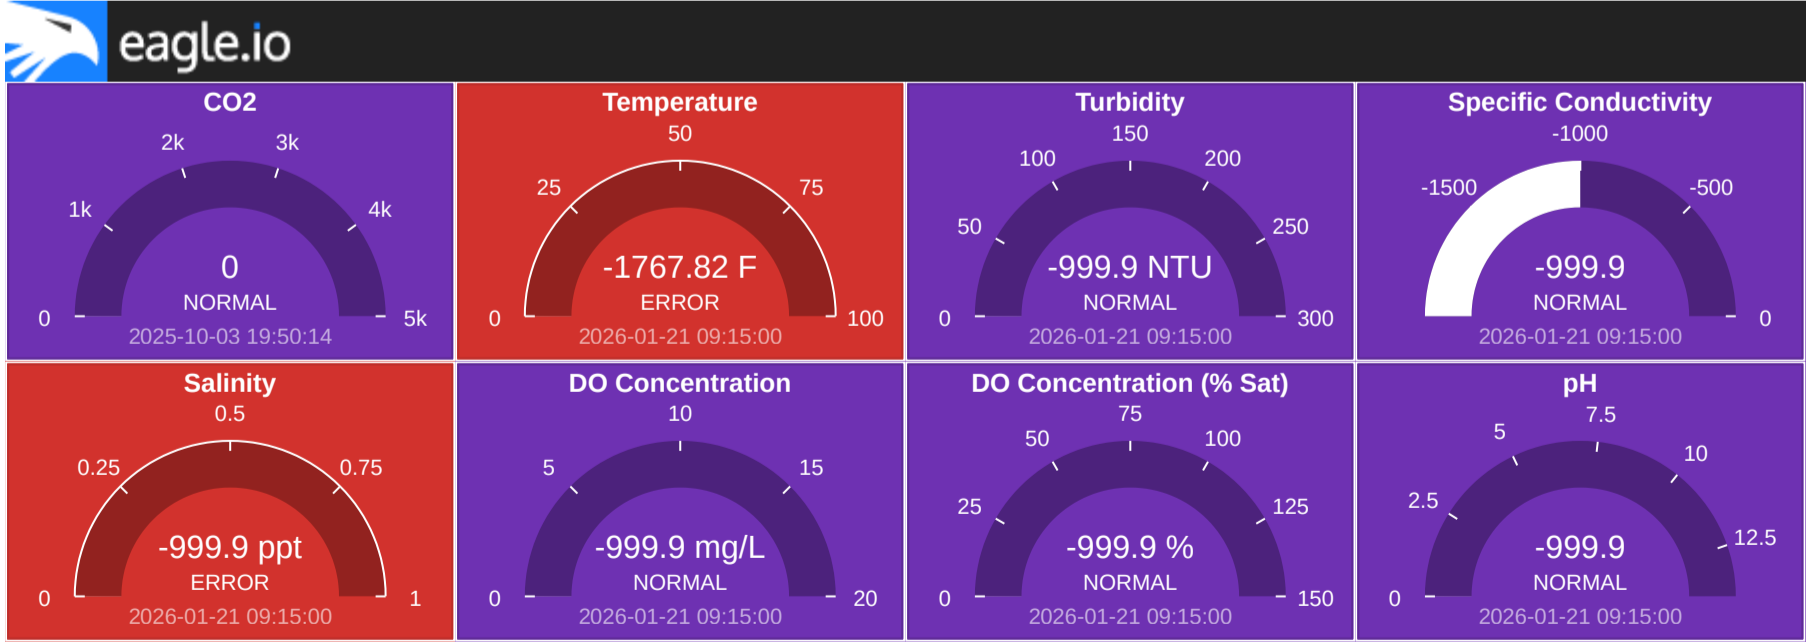 eagle.io
CO2
2k
3k
1k
4k
0
NORMAL
0
5k
2025-10-03 19:50:14
Temperature
50
25
75
-1767.82 F
ERROR
0
100
2026-01-21 09:15:00
Turbidity
150
100
200
50
250
-999.9 NTU
NORMAL
0
300
2026-01-21 09:15:00
Specific Conductivity
-1000
-1500
-500
-999.9
NORMAL
0
2026-01-21 09:15:00
Salinity
0.5
0.25
0.75
-999.9 ppt
ERROR
0
1
2026-01-21 09:15:00
DO Concentration
10
5
15
-999.9 mg/L
NORMAL
0
20
2026-01-21 09:15:00
DO Concentration (% Sat)
75
50
100
25
125
-999.9 %
NORMAL
0
150
2026-01-21 09:15:00
pH
7.5
5
10
2.5
12.5
-999.9
NORMAL
0
2026-01-21 09:15:00